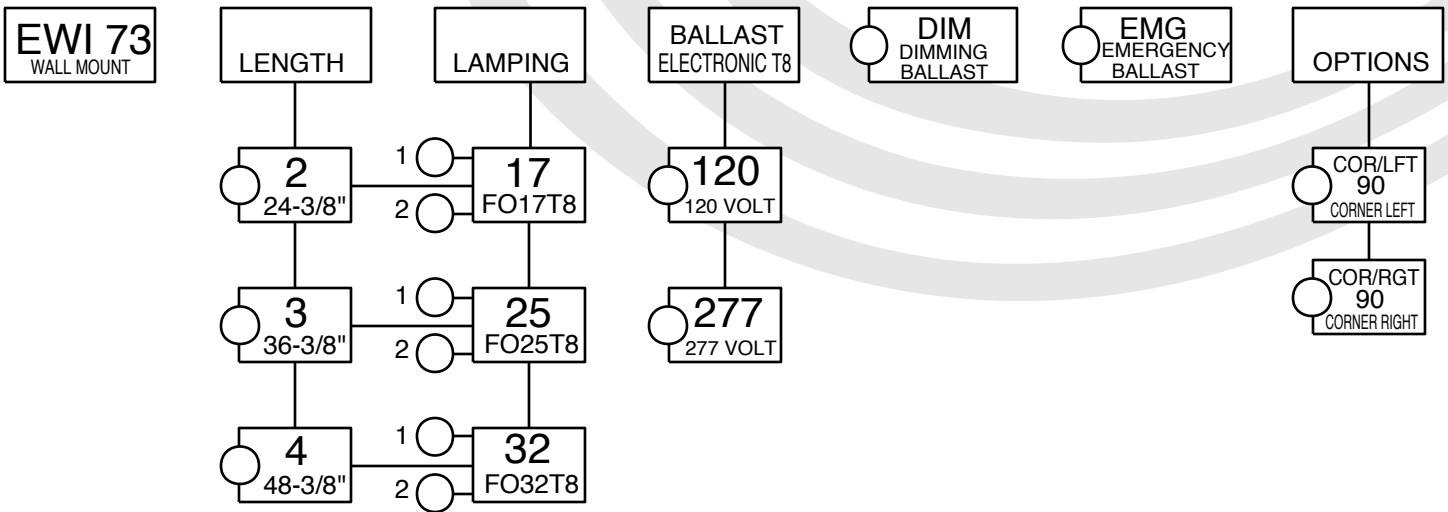 EWI 73
WALL MOUNT
LENGTH
LAMPING
BALLAST
ELECTRONIC T8
DIM
DIMMING
BALLAST
EMG
EMERGENCY
BALLAST
OPTIONS
2
24-3/8"
1
2
17
FO17T8
120
120 VOLT
COR/LFT
90
CORNER LEFT
3
36-3/8"
1
2
25
FO25T8
277
277 VOLT
COR/RGT
90
CORNER RIGHT
4
48-3/8"
1
2
32
FO32T8